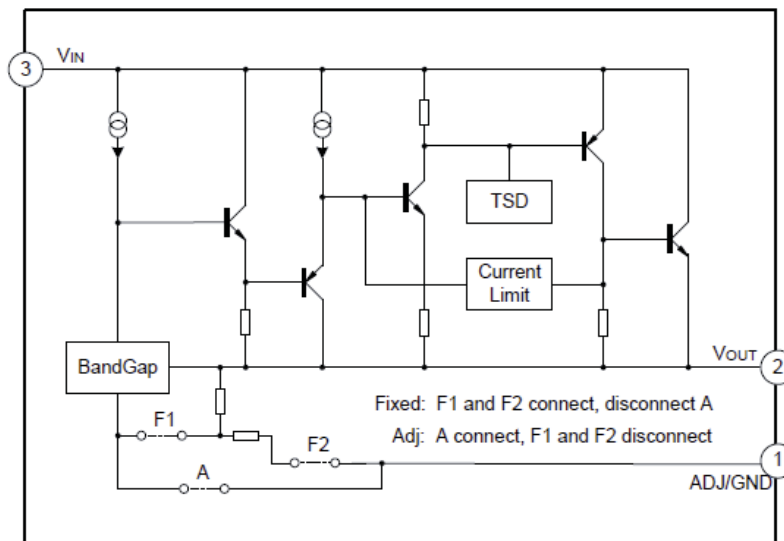 3
VIN
TSD
Current
Limit
BandGap
VOUT
2
Fixed: F1 and F2 connect, disconnect A
F1
F2
Adj: A connect, F1 and F2 disconnect
A
1
ADJ/GND